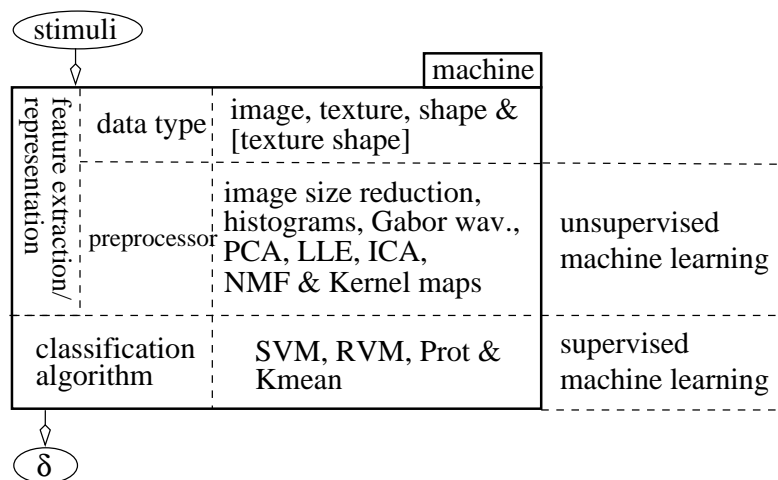 stimuli
machine
feature extraction/
representation
data type
image, texture, shape &
[texture shape]
preprocessor
image size reduction,
histograms, Gabor wav.,
PCA, LLE, ICA,
NMF & Kernel maps
unsupervised
machine learning
classification
algorithm
SVM, RVM, Prot &
Kmean
supervised
machine learning
δ